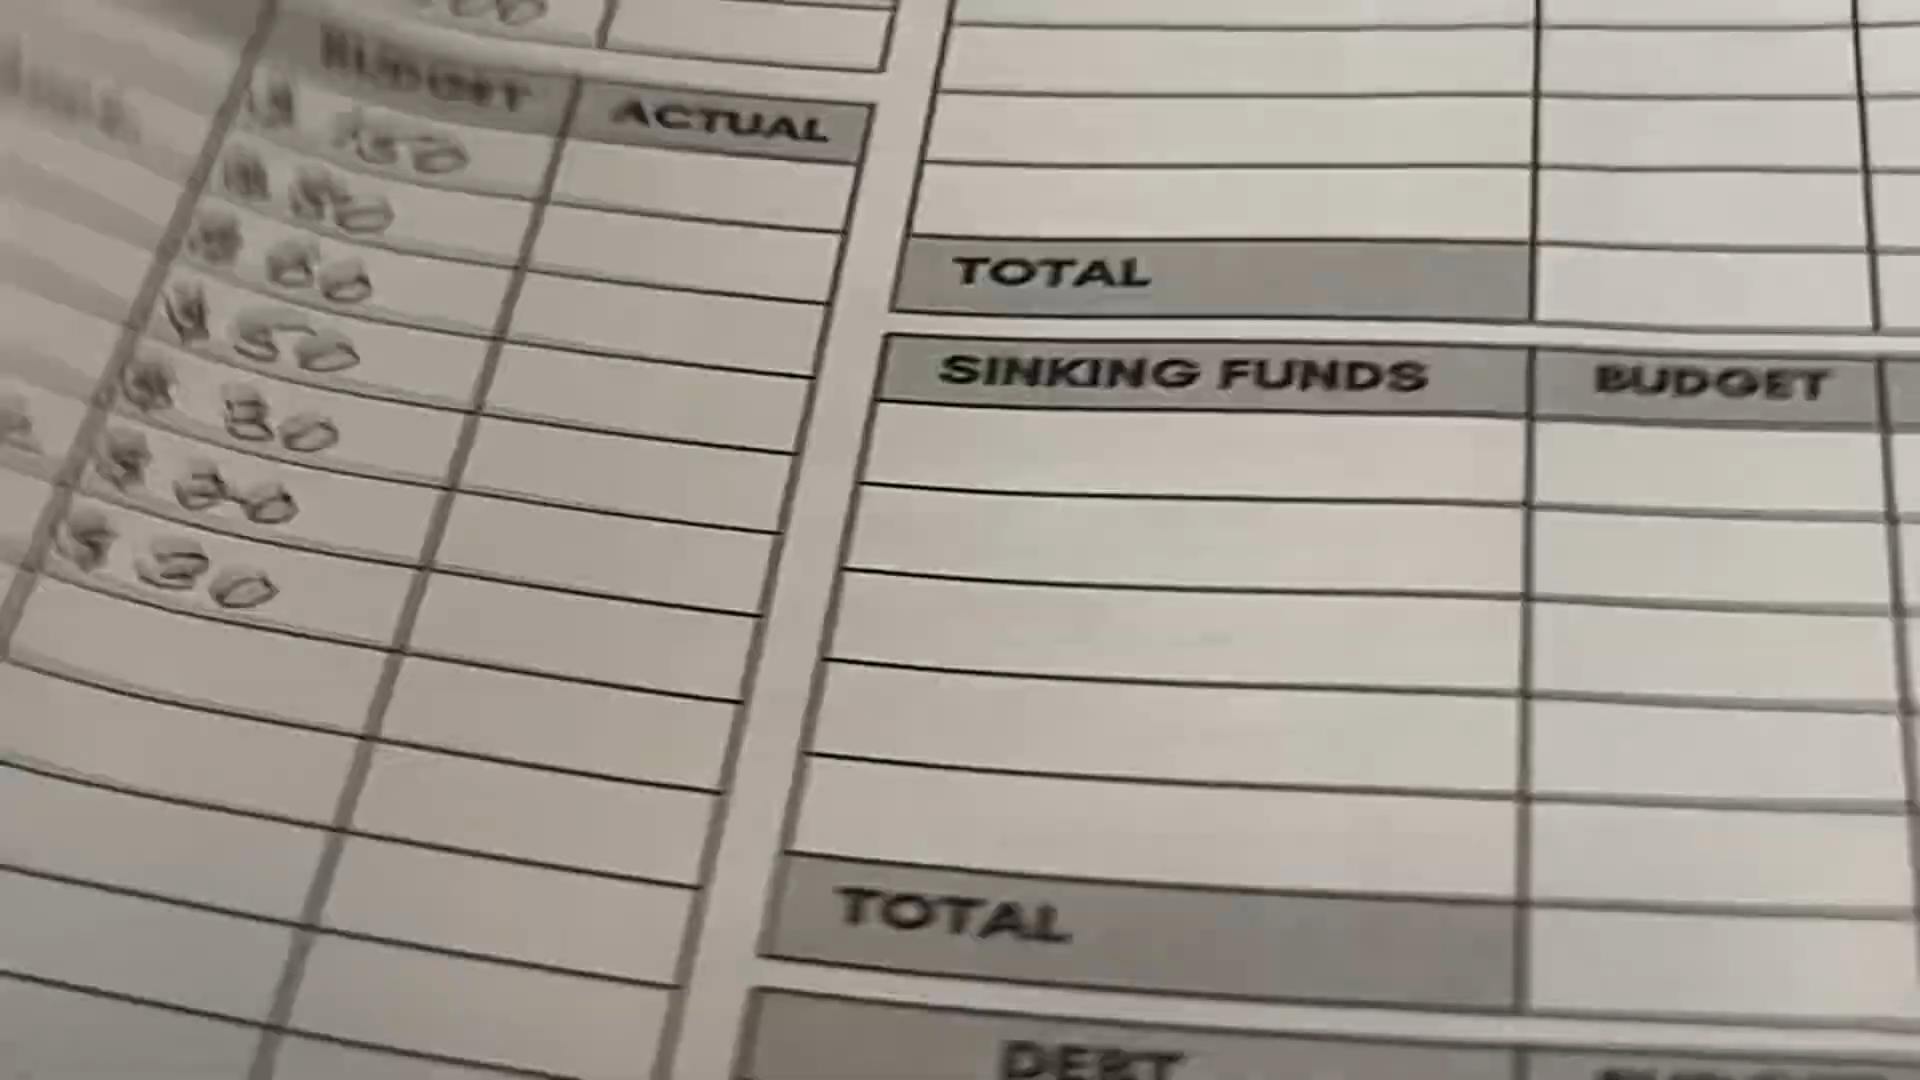 BUDGET ACTUAL
$ 150
$ 50
$ 60
$ 50
$ 30
$ 20
$ 20
TOTAL
SINKING FUNDS BUDGET
TOTAL
DEBT